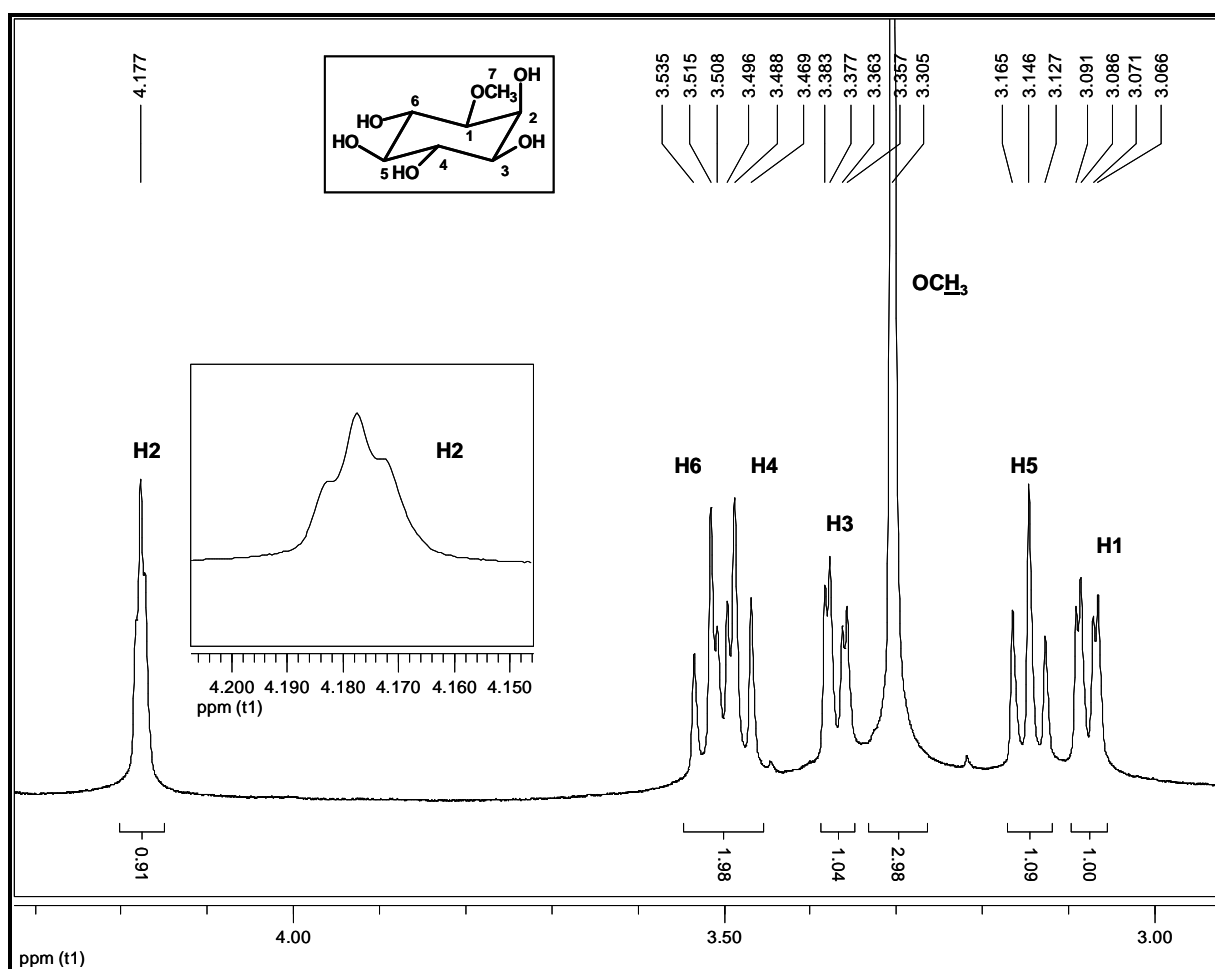 4.177
3.535
3.515
3.508
3.496
3.488
3.469
3.383
3.377
3.363
3.357
3.305
3.165
3.146
3.127
3.091
3.086
3.071
3.066
7 OH
OCH3
6
HO
2
1
HO
OH
4
5 HO
3
OCH3
H2
H2
H6 H4
H5
H3
H1
4.200 4.190 4.180 4.170 4.160 4.150
ppm (t1)
0.91
1.98
1.04
2.98
1.09
1.00
4.00 3.50 3.00
ppm (t1)